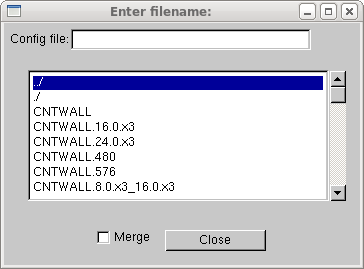 Enter filename:
Config file:
../
./
CNTWALL
CNTWALL.16.0.x3
CNTWALL.24.0.x3
CNTWALL.480
CNTWALL.576
CNTWALL.8.0.x3_16.0.x3
Merge
Close